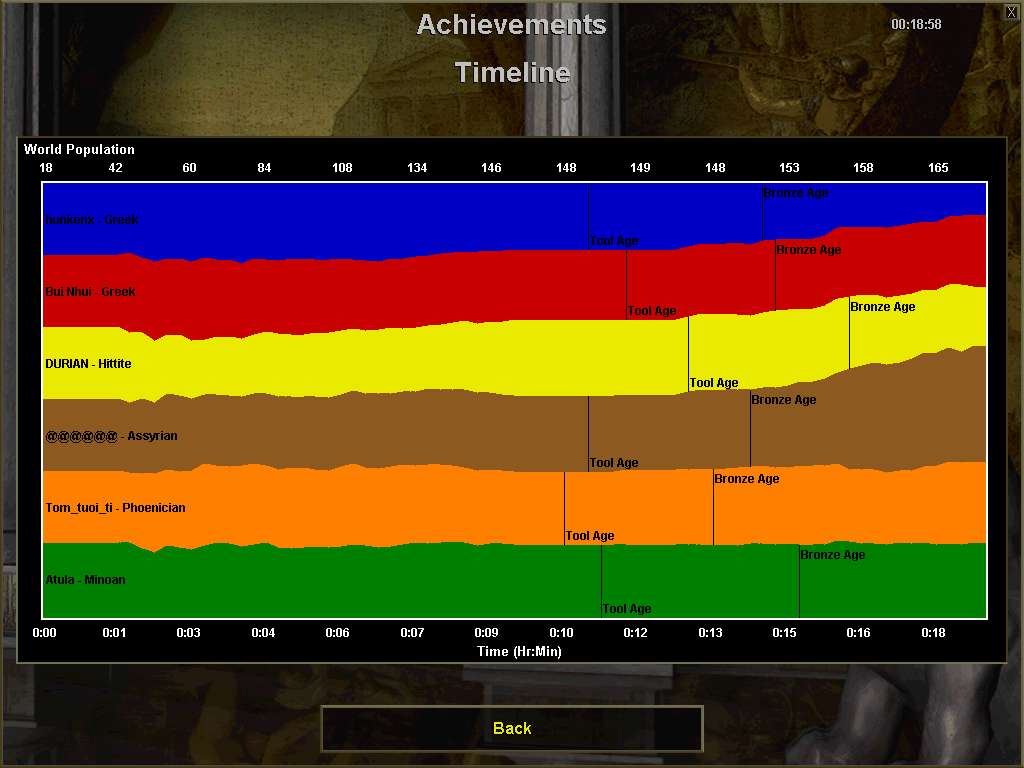 Achievements
00:18:58
X
Timeline
World Population
18 42 60 84 108 134 146 148 149 148 153 158 165
Bronze Age
hunkenx - Greek
Tool Age
Bronze Age
Bui Nhui - Greek
Tool Age
Bronze Age
DURIAN - Hittite
Tool Age
Bronze Age
@@@@@@ - Assyrian
Tool Age
Bronze Age
Tom_tuoi_ti - Phoenician
Tool Age
Bronze Age
Atula - Minoan
Tool Age
0:00 0:01 0:03 0:04 0:06 0:07 0:09 0:10 0:12 0:13 0:15 0:16 0:18
Time (Hr:Min)
Back